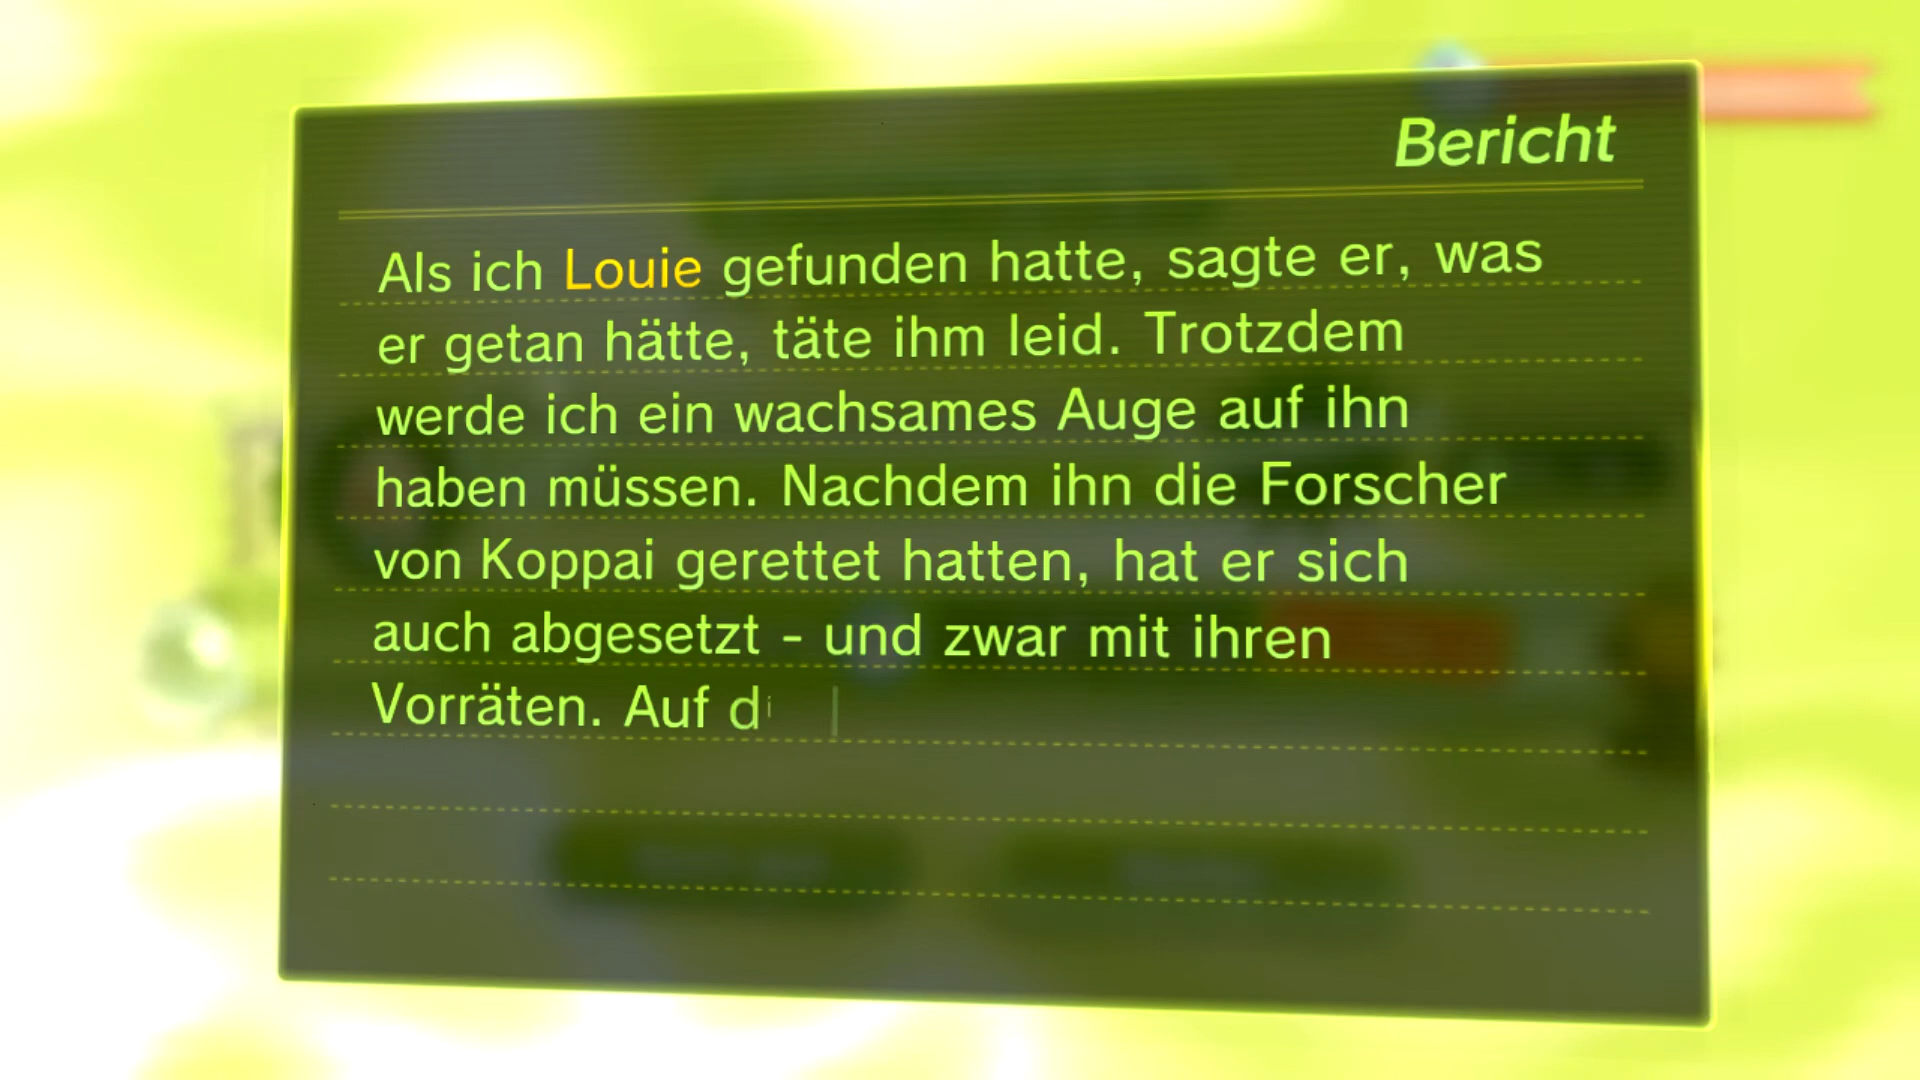 Bericht
Als ich Louie gefunden hatte, sagte er, was
er getan hätte, täte ihm leid. Trotzdem
werde ich ein wachsames Auge auf ihn
haben müssen. Nachdem ihn die Forscher
von Koppai gerettet hatten, hat er sich
auch abgesetzt - und zwar mit ihren
Vorräten. Auf di